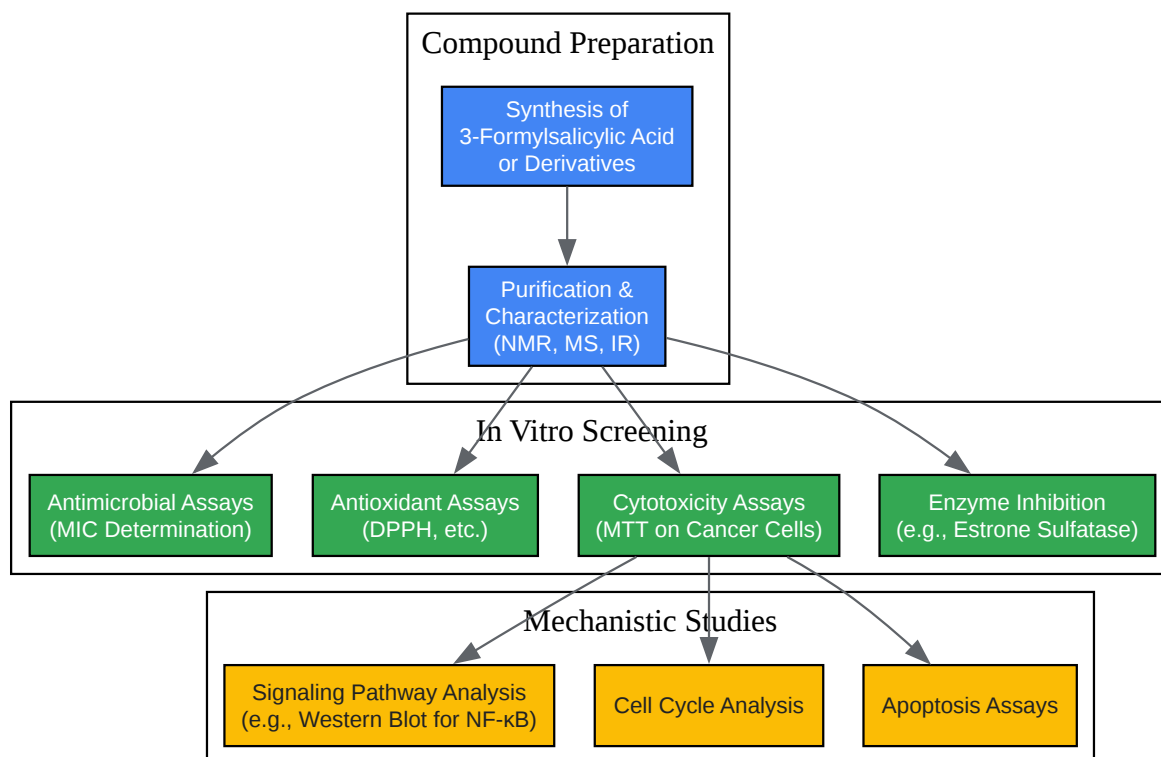 Compound Preparation
Synthesis of
3-Formylsalicylic Acid
or Derivatives
Purification &
Characterization
(NMR, MS, IR)
In Vitro Screening
Antimicrobial Assays
(MIC Determination)
Antioxidant Assays
(DPPH, etc.)
Cytotoxicity Assays
(MTT on Cancer Cells)
Enzyme Inhibition
(e.g., Estrone Sulfatase)
Mechanistic Studies
Signaling Pathway Analysis
(e.g., Western Blot for NF-κB)
Cell Cycle Analysis
Apoptosis Assays